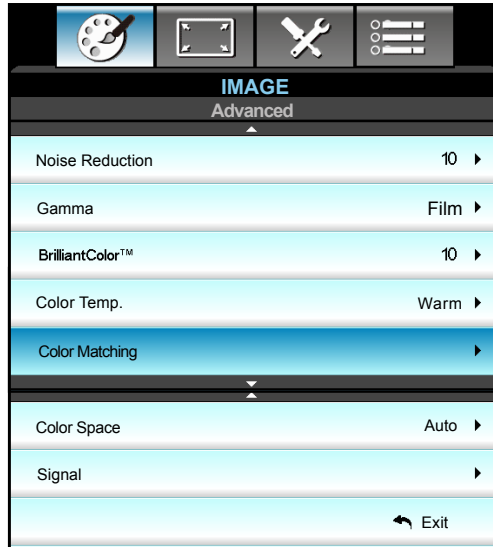 IMAGE
Advanced
Noise Reduction 10
Gamma Film
BrilliantColor™ 10
Color Temp. Warm
Color Matching
Color Space Auto
Signal
Exit